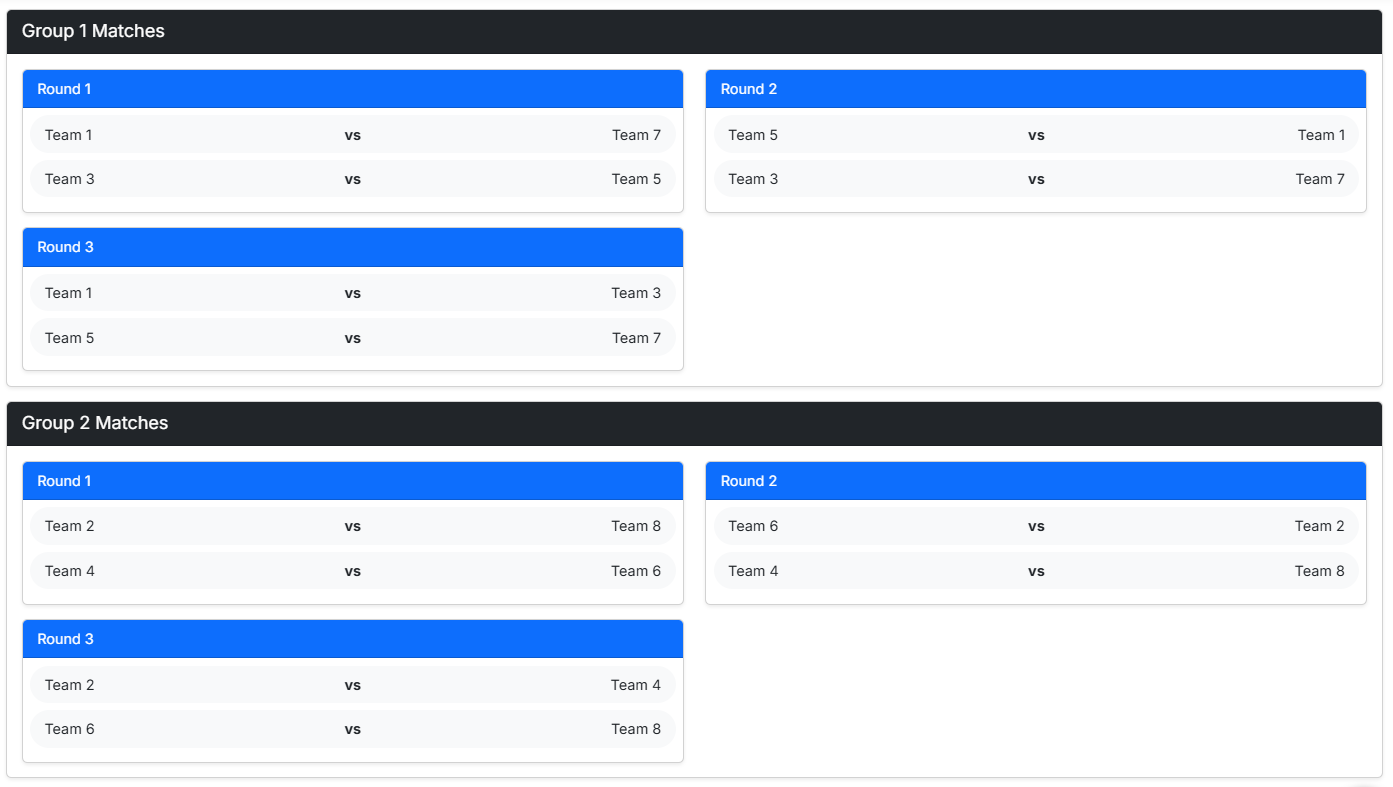 Group 1 Matches
Round 1
Team 1 vs Team 7
Team 3 vs Team 5
Round 2
Team 5 vs Team 1
Team 3 vs Team 7
Round 3
Team 1 vs Team 3
Team 5 vs Team 7
Group 2 Matches
Round 1
Team 2 vs Team 8
Team 4 vs Team 6
Round 2
Team 6 vs Team 2
Team 4 vs Team 8
Round 3
Team 2 vs Team 4
Team 6 vs Team 8